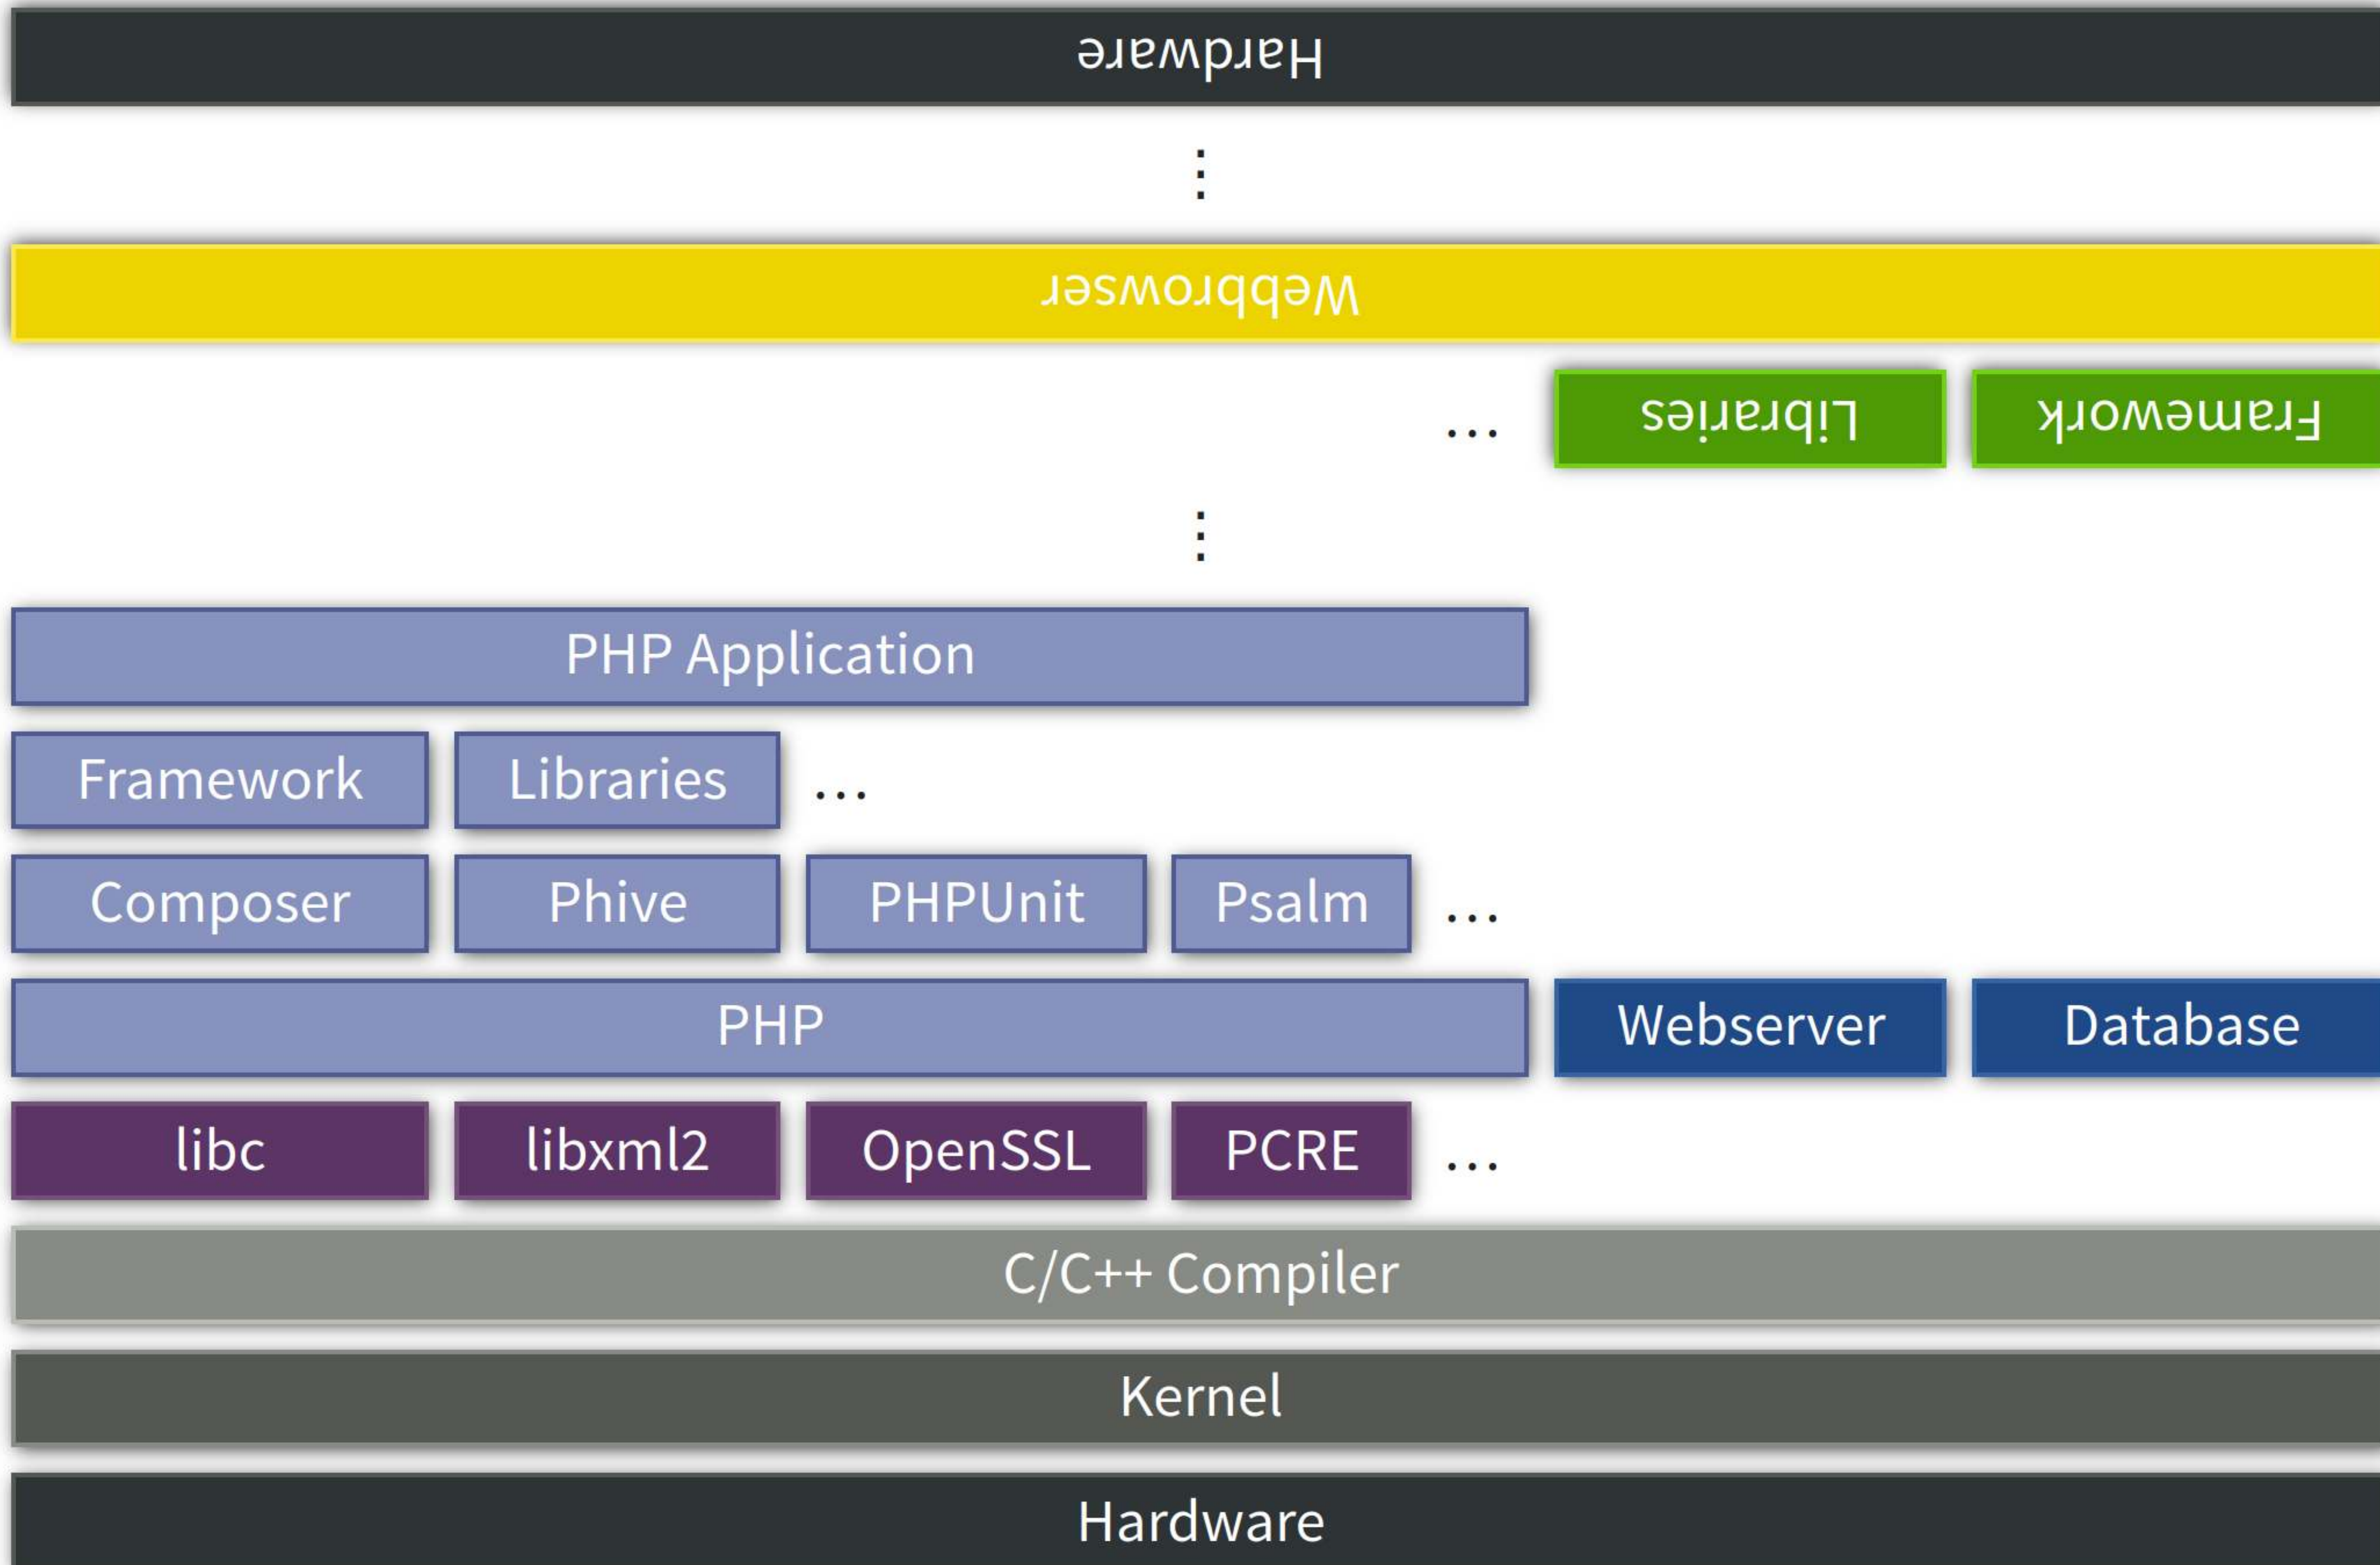 Hardware
⋮
Webbrowser
… Libraries Framework
⋮
PHP Application
Framework Libraries …
Composer Phive PHPUnit Psalm …
PHP Webserver Database
libc libxml2 OpenSSL PCRE …
C/C++ Compiler
Kernel
Hardware